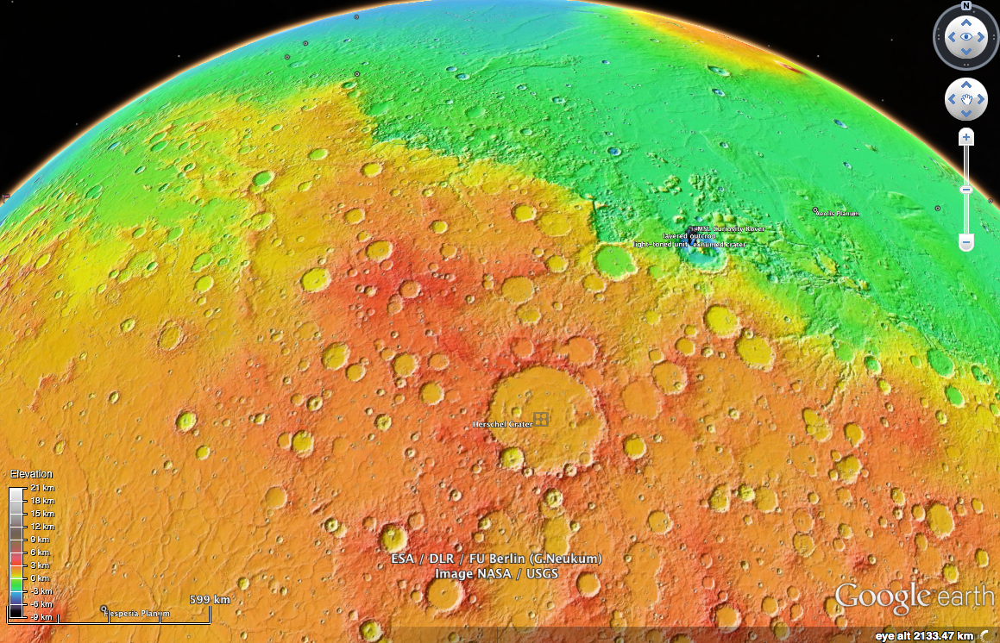 N
Aeolis Planum
MSL Curiosity Rover
layered outcrop
light-toned unit exhumed crater
Herschel Crater
Elevation
21 km
18 km
15 km
12 km
9 km
6 km
3 km
0 km
-3 km
-6 km
-9 km
Hesperia Planum
599 km
ESA / DLR / FU Berlin (G.Neukum)
Image NASA / USGS
Google earth
eye alt 2133.47 km